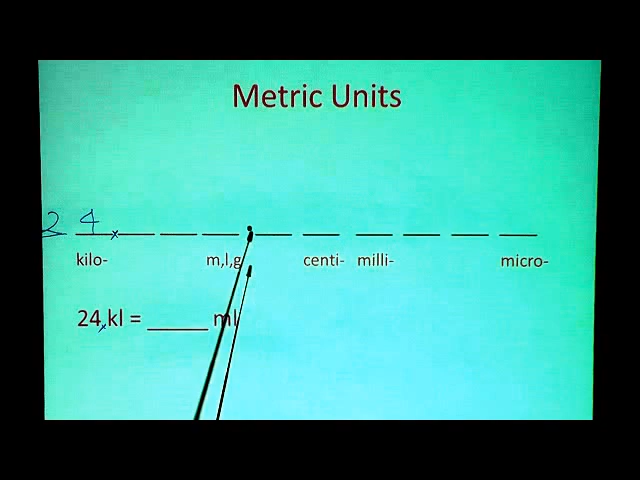 Metric Units
2 4
kilo- m,l,g centi- milli- micro-
24 kl = _____ ml